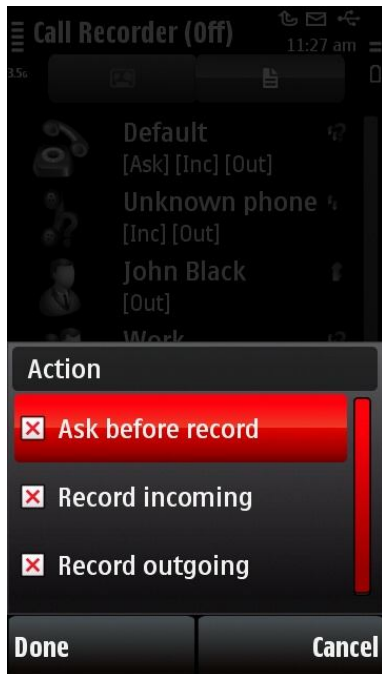 Call Recorder (Off)
11:27 am
3.5G
Default
[Ask] [Inc] [Out]
Unknown phone
[Inc] [Out]
John Black
[Out]
Work
Action
Ask before record
Record incoming
Record outgoing
Done
Cancel